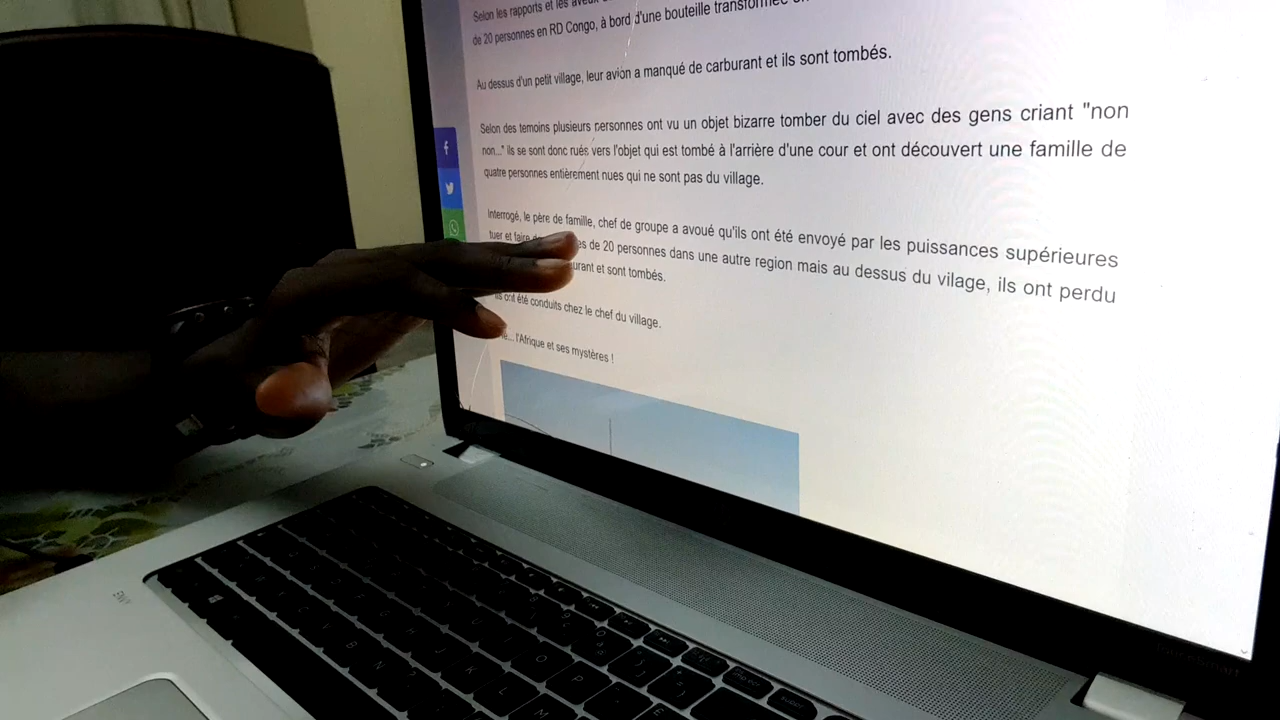 Selon les rapports et les aveux
de 20 personnes en RD Congo, à bord d'une bouteille transformée
Au dessus d'un petit village, leur avion a manqué de carburant et ils sont tombés.
Selon des temoins plusieurs personnes ont vu un objet bizarre tomber du ciel avec des gens criant "non
non..." ils se sont donc rués vers l'objet qui est tombé à l'arrière d'une cour et ont découvert une famille de
quatre personnes entièrement nues qui ne sont pas du village.
Interrogé, le père de famille, chef de groupe a avoué qu'ils ont été envoyé par les puissances supérieures
tuer et faire de 20 personnes dans une autre region mais au dessus du vilage, ils ont perdu
et sont tombés.
ils ont été conduits chez le chef du village.
l'Afrique et ses mystères !
ENVY